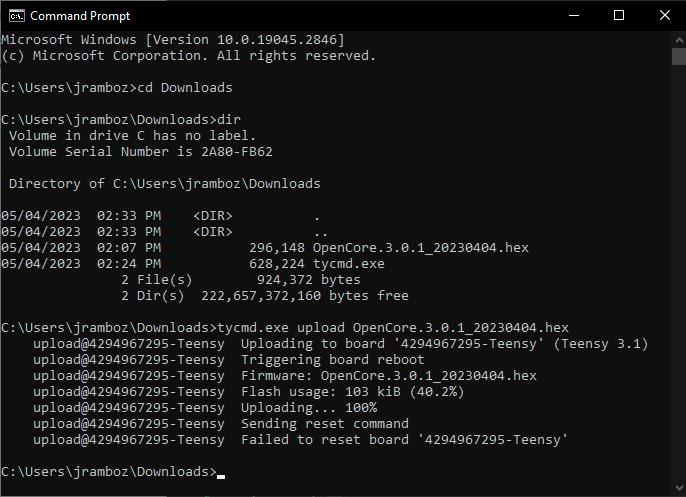 Command Prompt
Microsoft Windows [Version 10.0.19045.2846]
(c) Microsoft Corporation. All rights reserved.
C:\Users\jramboz>cd Downloads
C:\Users\jramboz\Downloads>dir
Volume in drive C has no label.
Volume Serial Number is 2A80-FB62
Directory of C:\Users\jramboz\Downloads
05/04/2023  02:33 PM    <DIR>          .
05/04/2023  02:33 PM    <DIR>          ..
05/04/2023  02:07 PM           296,148 OpenCore.3.0.1_20230404.hex
05/04/2023  02:24 PM           628,224 tycmd.exe
2 File(s)        924,372 bytes
2 Dir(s)  222,657,372,160 bytes free
C:\Users\jramboz\Downloads>tycmd.exe upload OpenCore.3.0.1_20230404.hex
upload@4294967295-Teensy  Uploading to board '4294967295-Teensy' (Teensy 3.1)
upload@4294967295-Teensy  Triggering board reboot
upload@4294967295-Teensy  Firmware: OpenCore.3.0.1_20230404.hex
upload@4294967295-Teensy  Flash usage: 103 kiB (40.2%)
upload@4294967295-Teensy  Uploading... 100%
upload@4294967295-Teensy  Sending reset command
upload@4294967295-Teensy  Failed to reset board '4294967295-Teensy'
C:\Users\jramboz\Downloads>